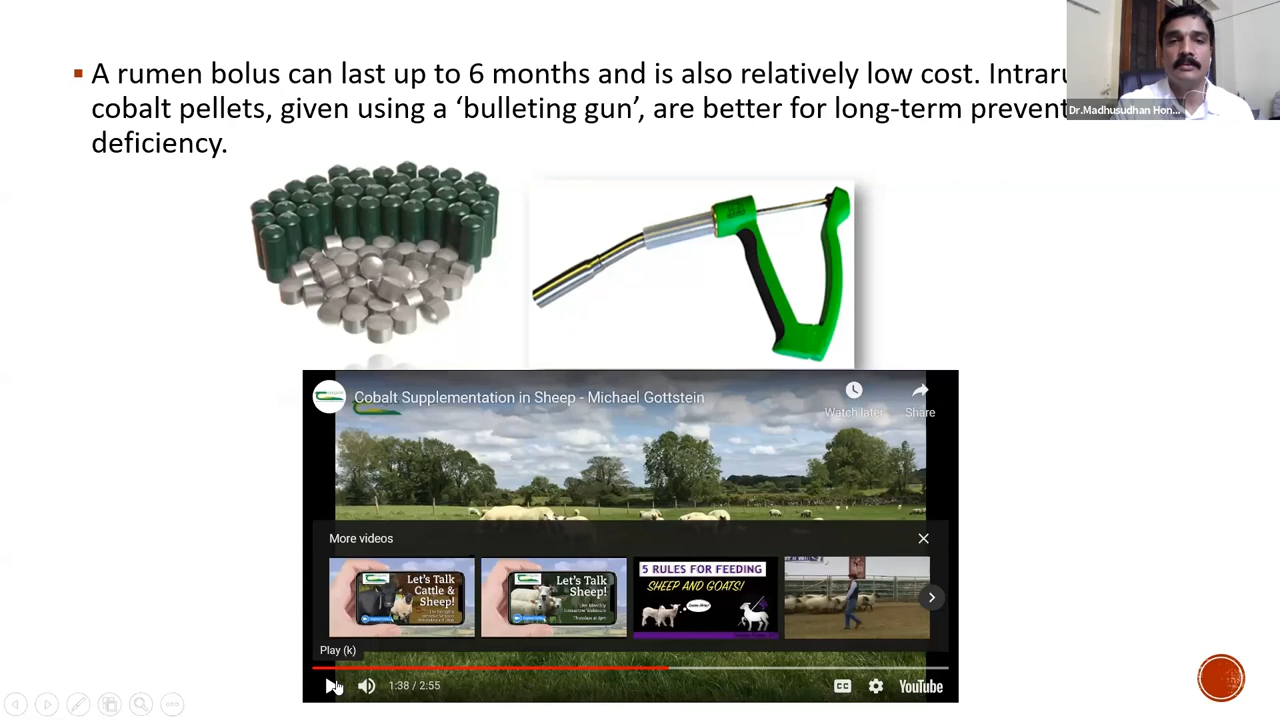 A rumen bolus can last up to 6 months and is also relatively low cost.
cobalt pellets, given using a ‘bulleting gun’, are better for long-term
deficiency.
Dr.Madhusudhan Hon...
Cobalt Supplementation in Sheep - Michael Gottstein
Watch later
Share
More videos
Let's Talk
Cattle &
Sheep!
Let's Talk
Sheep!
Thursdays at 8pm
5 RULES FOR FEEDING
SHEEP AND GOATS!
Play (k)
1:38 / 2:55
CC
YouTube